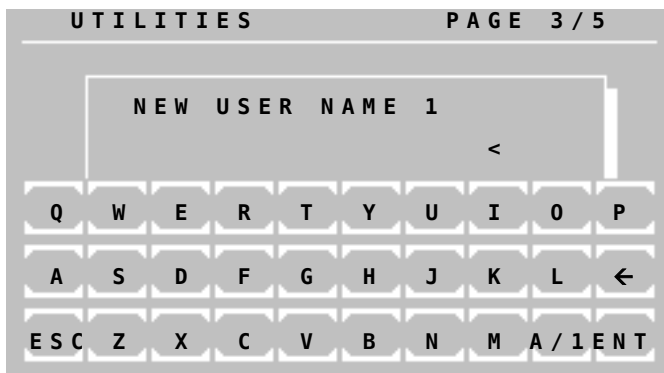 UTILITIES PAGE 3/5
NEW USER NAME 1
<
Q W E R T Y U I O P
A S D F G H J K L ←
ESC Z X C V B N M A/1 ENT